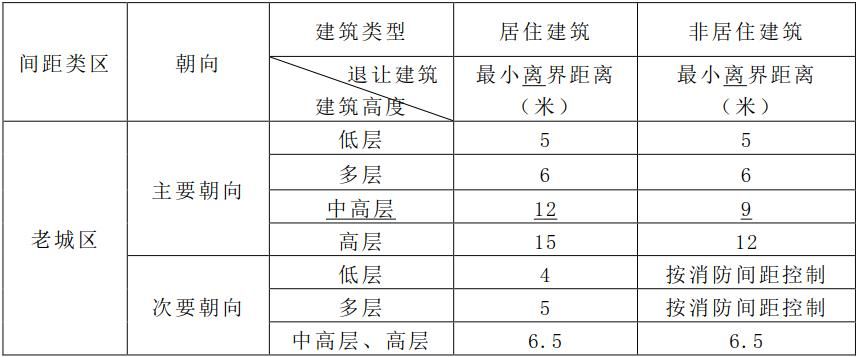 间距类区 朝向 建筑类型 居住建筑 非居住建筑
退让建筑 建筑高度 最小离界距离（米） 最小离界距离（米）
老城区 主要朝向 低层 5 5
多层 6 6
中高层 12 9
高层 15 12
次要朝向 低层 4 按消防间距控制
多层 5 按消防间距控制
中高层、高层 6.5 6.5